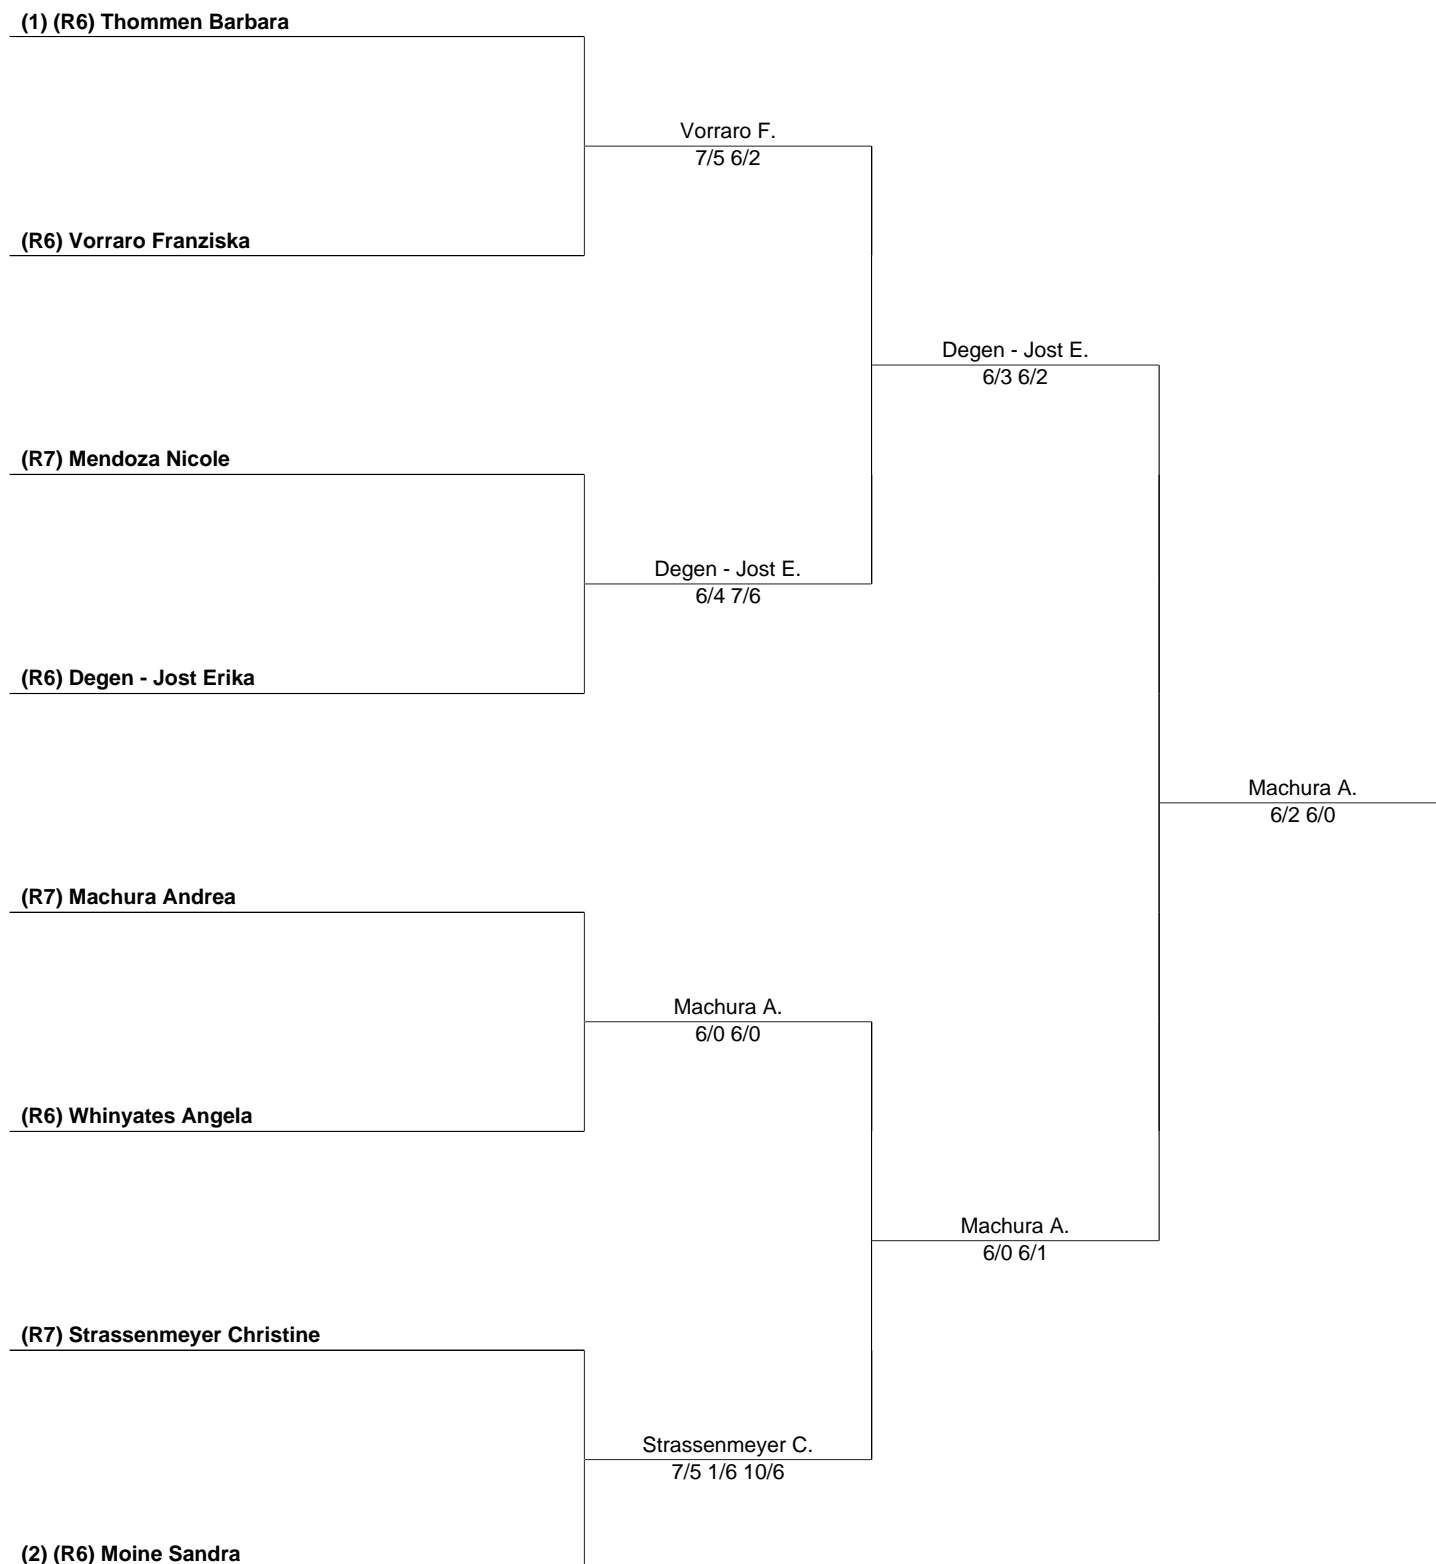 (1) (R6) Thommen Barbara
Vorraro F.
7/5 6/2
(R6) Vorraro Franziska
Degen - Jost E.
6/3 6/2
(R7) Mendoza Nicole
Degen - Jost E.
6/4 7/6
(R6) Degen - Jost Erika
Machura A.
6/2 6/0
(R7) Machura Andrea
Machura A.
6/0 6/0
(R6) Whinyates Angela
Machura A.
6/0 6/1
(R7) Strassenmeyer Christine
Strassenmeyer C.
7/5 1/6 10/6
(2) (R6) Moine Sandra